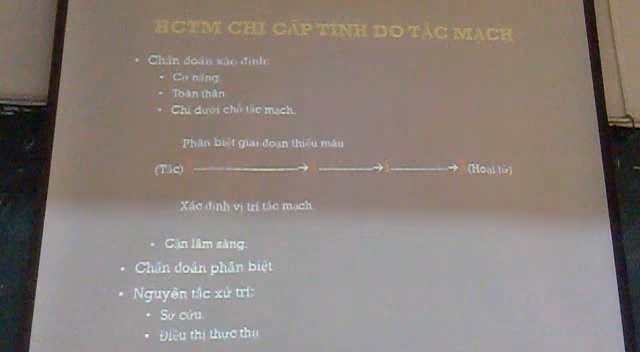 HCTM CHI CẤP TÍNH DO TẮC MẠCH
• Chẩn đoán xác định:
• Cơ năng.
• Toàn thân.
• Chi dưới chỗ tắc mạch.
Phân biệt giai đoạn thiếu máu
(Tắc) (Hoại tử)
Xác định vị trí tắc mạch.
• Cận lâm sàng.
• Chẩn đoán phân biệt
• Nguyên tắc xử trí:
• Sơ cứu.
• Điều thị thực thụ